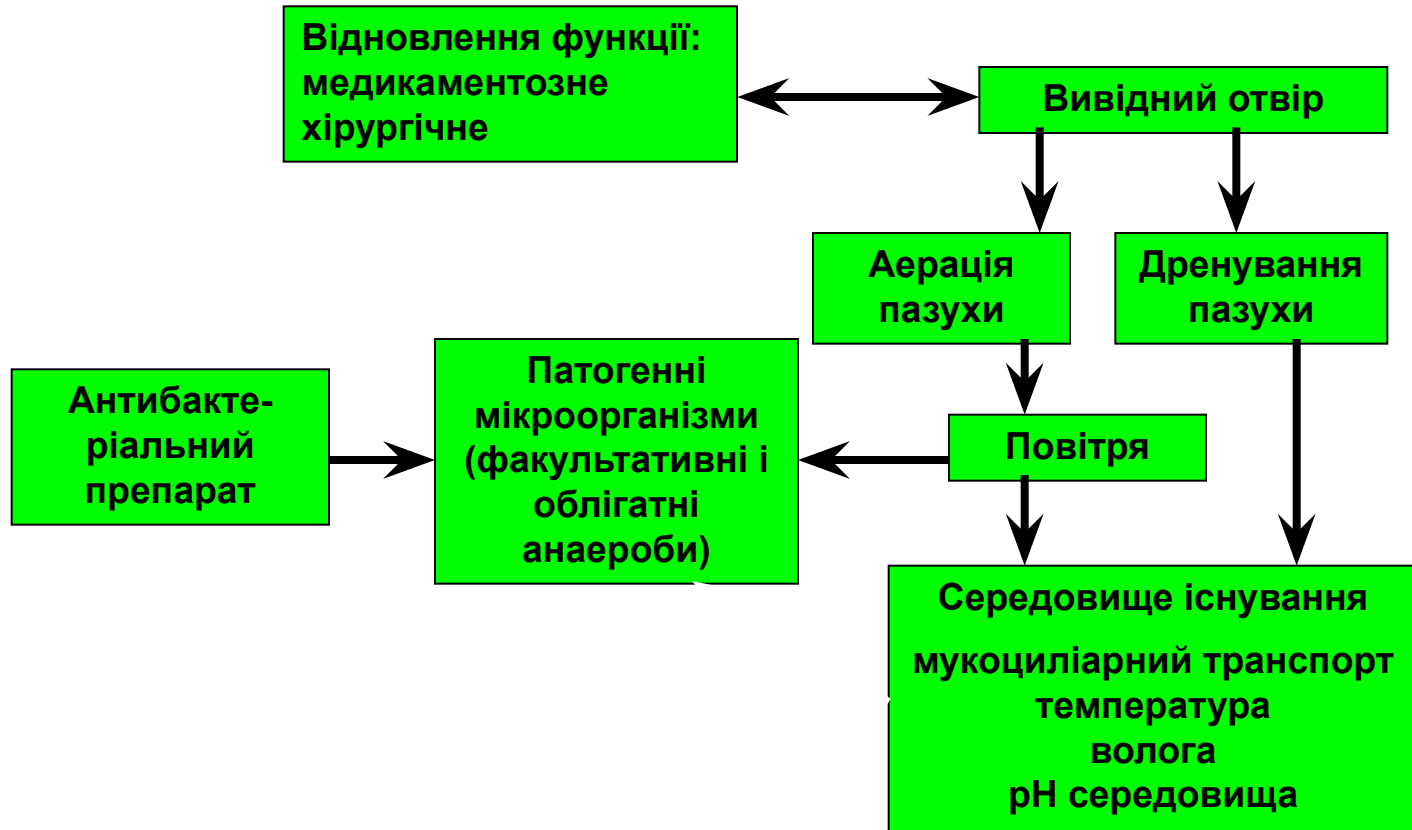 Відновлення функції:
медикаментозне
хірургічне
Вивідний отвір
Аерація
пазухи
Дренування
пазухи
Антибакте-
ріальний
препарат
Патогенні
мікроорганізми
(факультативні і
облігатні
анаероби)
Повітря
Середовище існування
мукоциліарний транспорт
температура
волога
рН середовища